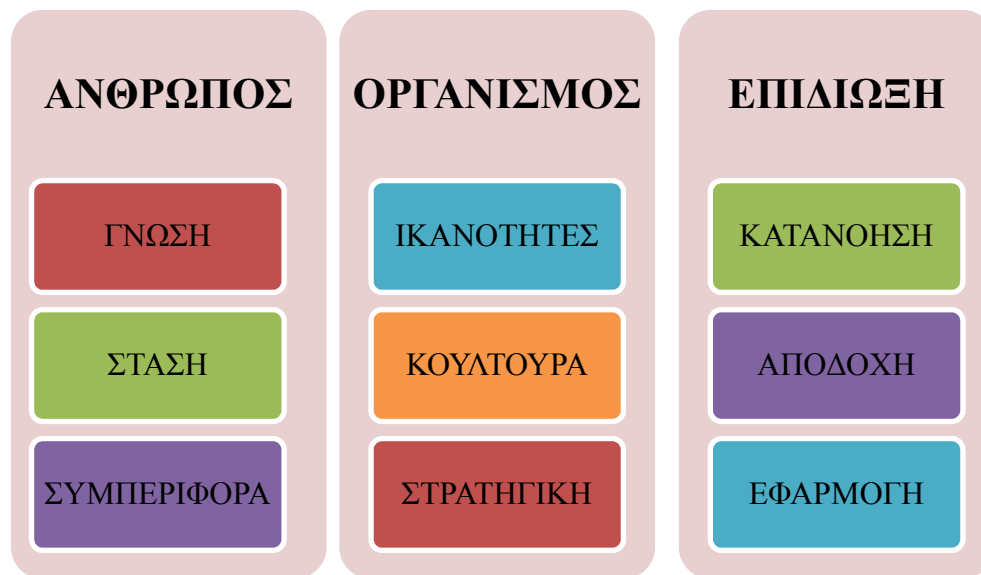 ΑΝΘΡΩΠΟΣ
ΓΝΩΣΗ
ΣΤΑΣΗ
ΣΥΜΠΕΡΙΦΟΡΑ
ΟΡΓΑΝΙΣΜΟΣ
ΙΚΑΝΟΤΗΤΕΣ
ΚΟΥΛΤΟΥΡΑ
ΣΤΡΑΤΗΓΙΚΗ
ΕΠΙΔΙΩΞΗ
ΚΑΤΑΝΟΗΣΗ
ΑΠΟΔΟΧΗ
ΕΦΑΡΜΟΓΗ